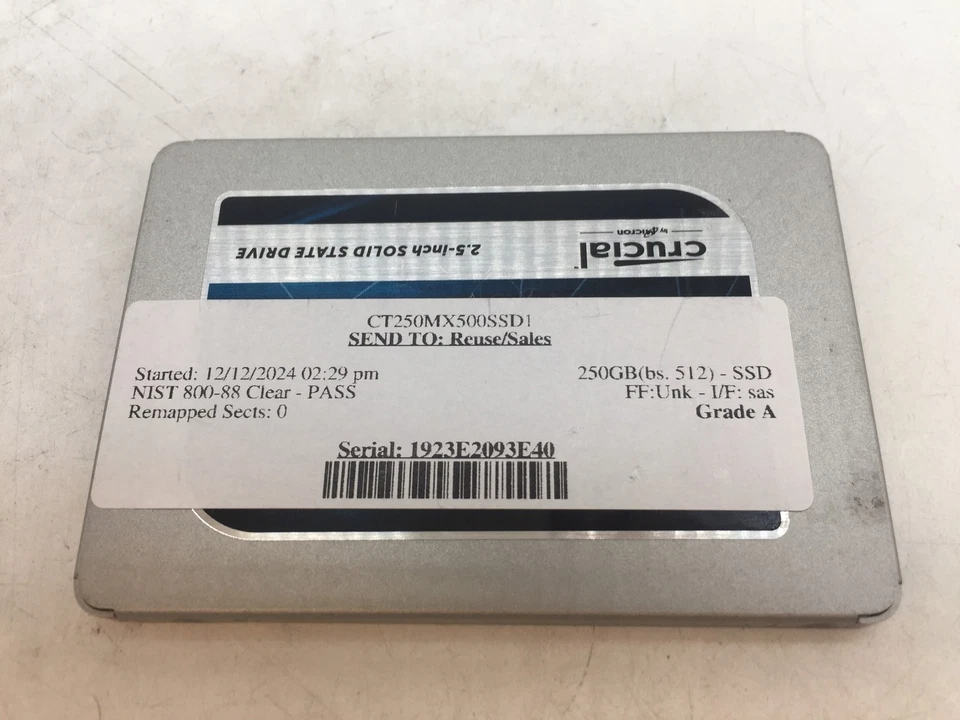 crucial
by Micron
2.5-inch SOLID STATE DRIVE
CT250MX500SSD1
SEND TO: Reuse/Sales
Started: 12/12/2024 02:29 pm
250GB(bs. 512) - SSD
NIST 800-88 Clear - PASS
FF:Unk - I/F: sas
Remapped Sects: 0
Grade A
Serial: 1923E2093E40